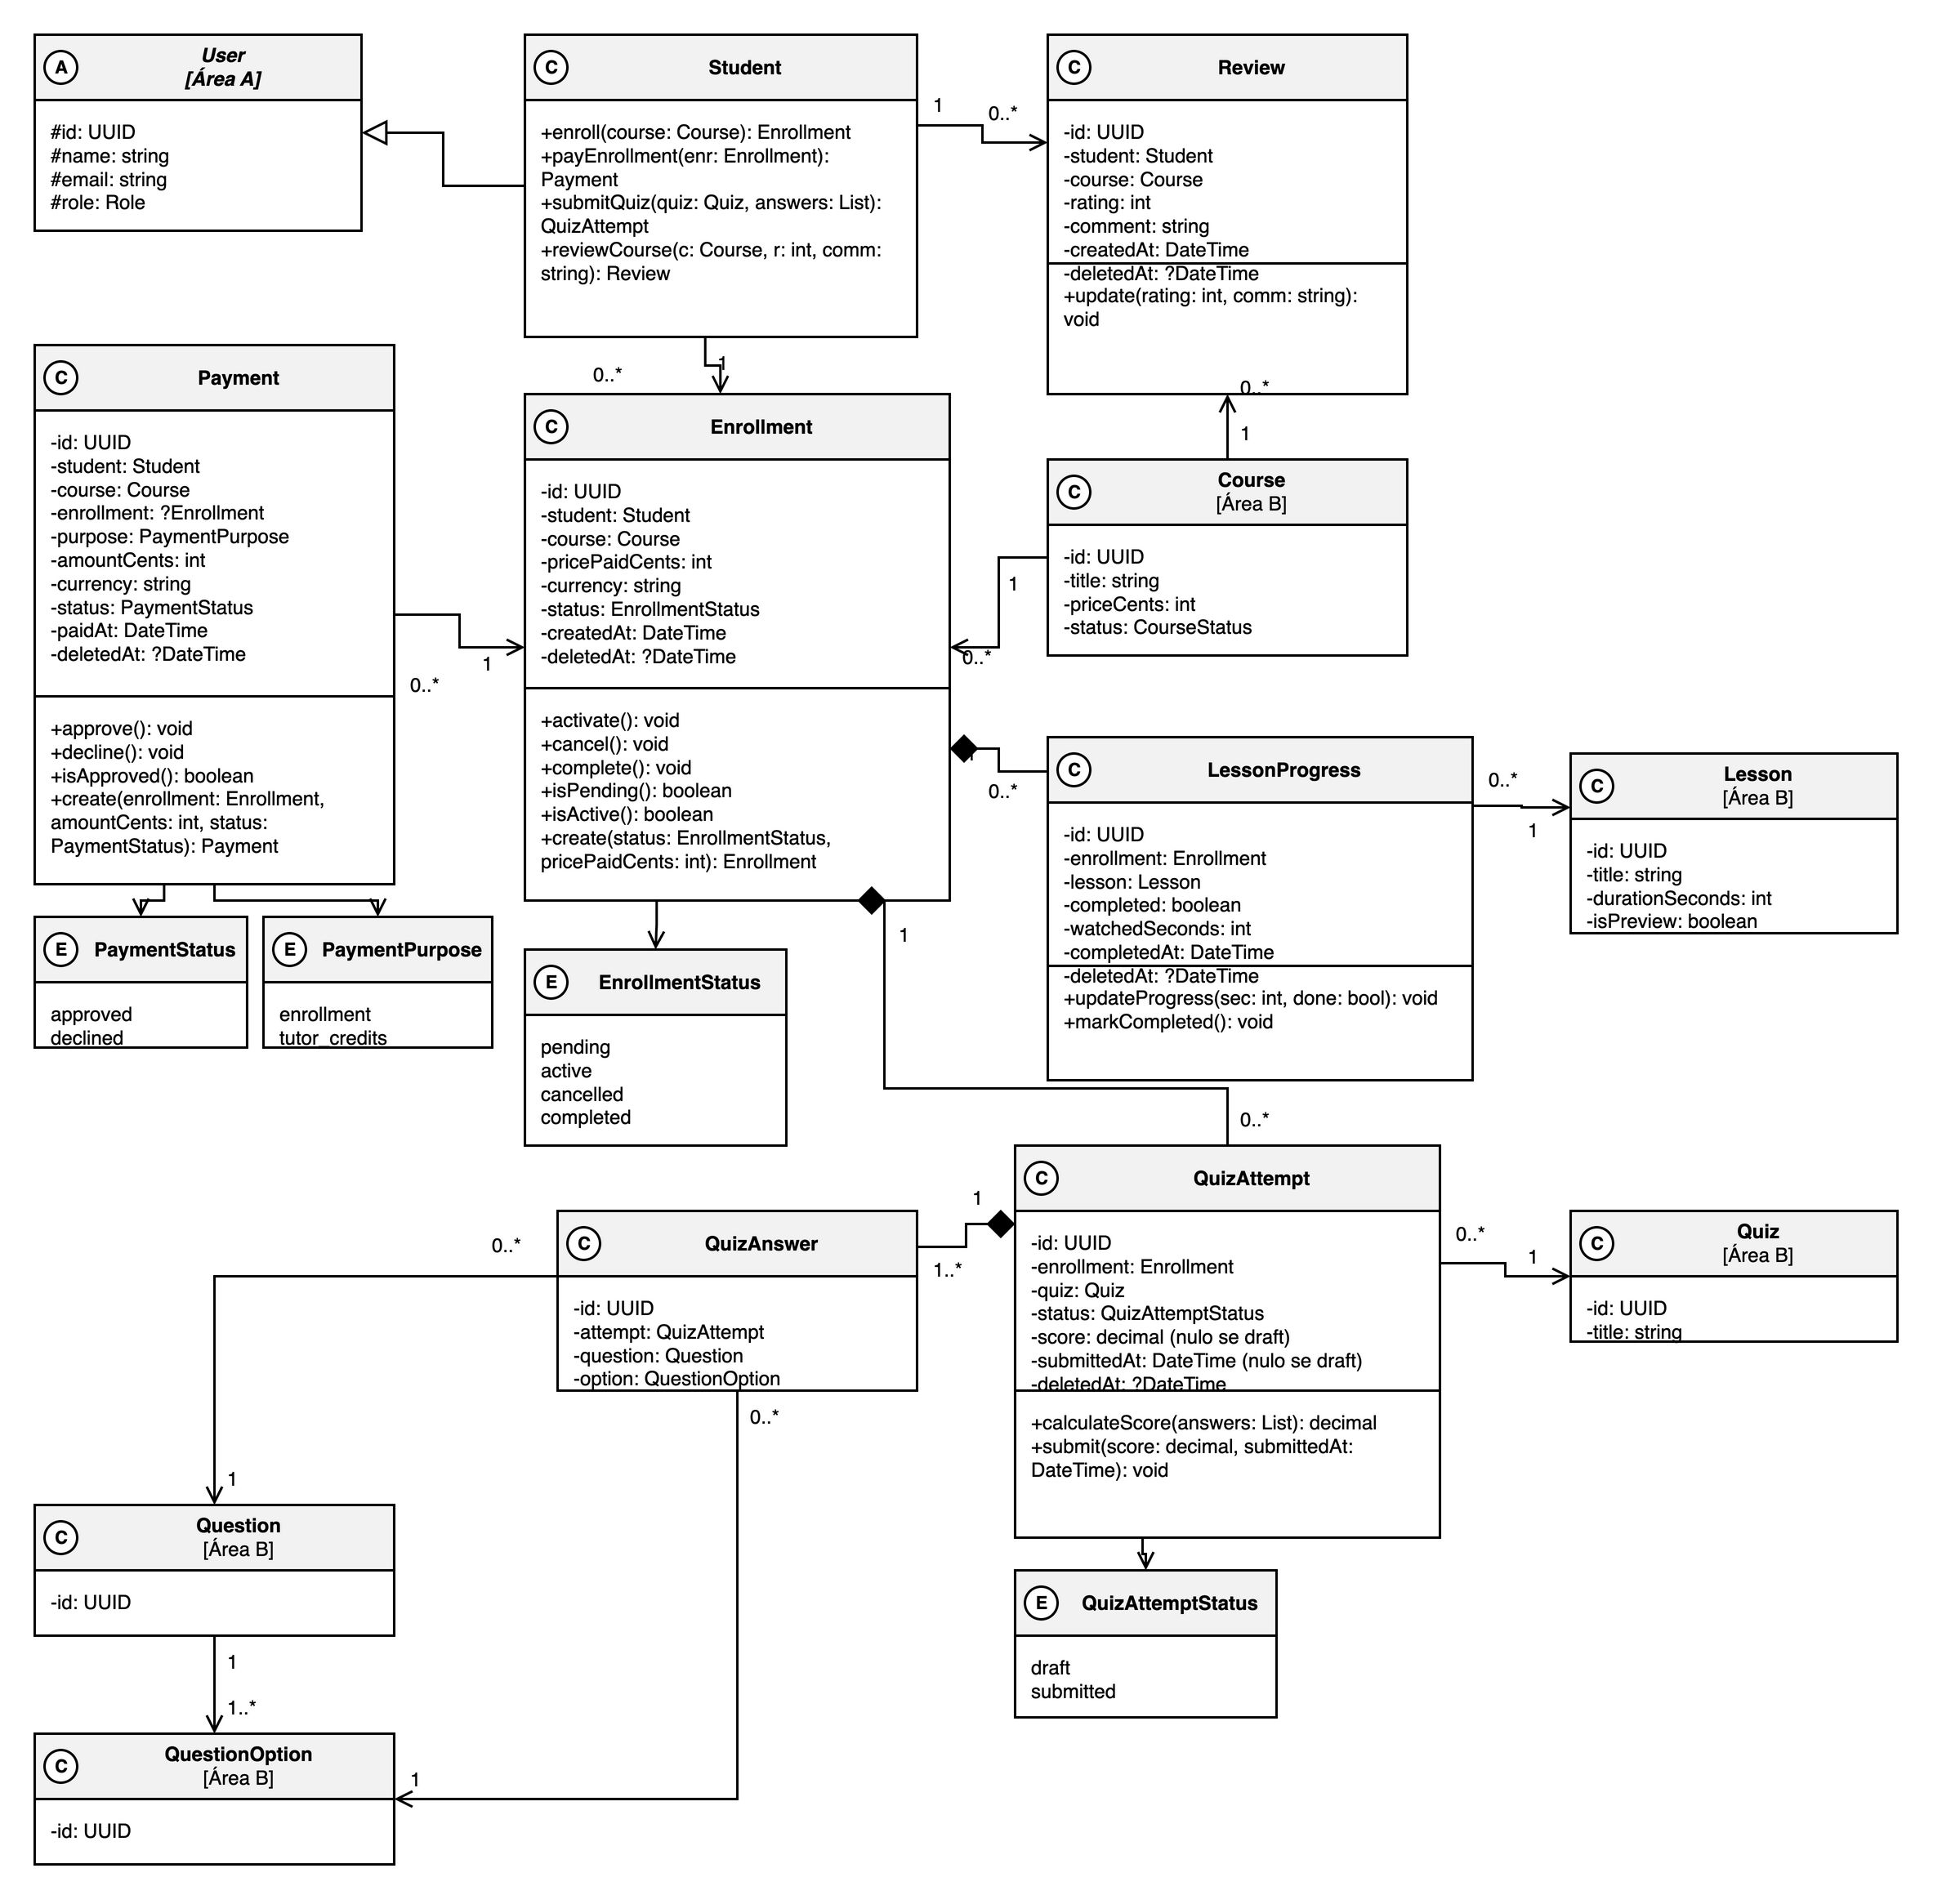 A
User
[Área A]
#id: UUID
#name: string
#email: string
#role: Role
C
Student
+enroll(course: Course): Enrollment
+payEnrollment(enr: Enrollment):
Payment
+submitQuiz(quiz: Quiz, answers: List):
QuizAttempt
+reviewCourse(c: Course, r: int, comm:
string): Review
1
0..*
C
Review
-id: UUID
-student: Student
-course: Course
-rating: int
-comment: string
-createdAt: DateTime
-deletedAt: ?DateTime
+update(rating: int, comm: string):
void
0..*
1
0..*
1
C
Payment
-id: UUID
-student: Student
-course: Course
-enrollment: ?Enrollment
-purpose: PaymentPurpose
-amountCents: int
-currency: string
-status: PaymentStatus
-paidAt: DateTime
-deletedAt: ?DateTime
+approve(): void
+decline(): void
+isApproved(): boolean
+create(enrollment: Enrollment,
amountCents: int, status:
PaymentStatus): Payment
0..*
1
C
Enrollment
-id: UUID
-student: Student
-course: Course
-pricePaidCents: int
-currency: string
-status: EnrollmentStatus
-createdAt: DateTime
-deletedAt: ?DateTime
+activate(): void
+cancel(): void
+complete(): void
+isPending(): boolean
+isActive(): boolean
+create(status: EnrollmentStatus,
pricePaidCents: int): Enrollment
C
Course
[Área B]
-id: UUID
-title: string
-priceCents: int
-status: CourseStatus
1
0..*
1
0..*
C
LessonProgress
-id: UUID
-enrollment: Enrollment
-lesson: Lesson
-completed: boolean
-watchedSeconds: int
-completedAt: DateTime
-deletedAt: ?DateTime
+updateProgress(sec: int, done: bool): void
+markCompleted(): void
0..*
1
C
Lesson
[Área B]
-id: UUID
-title: string
-durationSeconds: int
-isPreview: boolean
E
PaymentStatus
approved
declined
E
PaymentPurpose
enrollment
tutor_credits
E
EnrollmentStatus
pending
active
cancelled
completed
1
0..*
C
QuizAttempt
-id: UUID
-enrollment: Enrollment
-quiz: Quiz
-status: QuizAttemptStatus
-score: decimal (nulo se draft)
-submittedAt: DateTime (nulo se draft)
-deletedAt: ?DateTime
+calculateScore(answers: List): decimal
+submit(score: decimal, submittedAt:
DateTime): void
1
1..*
0..*
C
QuizAnswer
-id: UUID
-attempt: QuizAttempt
-question: Question
-option: QuestionOption
0..*
0..*
1
C
Quiz
[Área B]
-id: UUID
-title: string
1
C
Question
[Área B]
-id: UUID
1
1..*
E
QuizAttemptStatus
draft
submitted
C
QuestionOption
[Área B]
-id: UUID
1